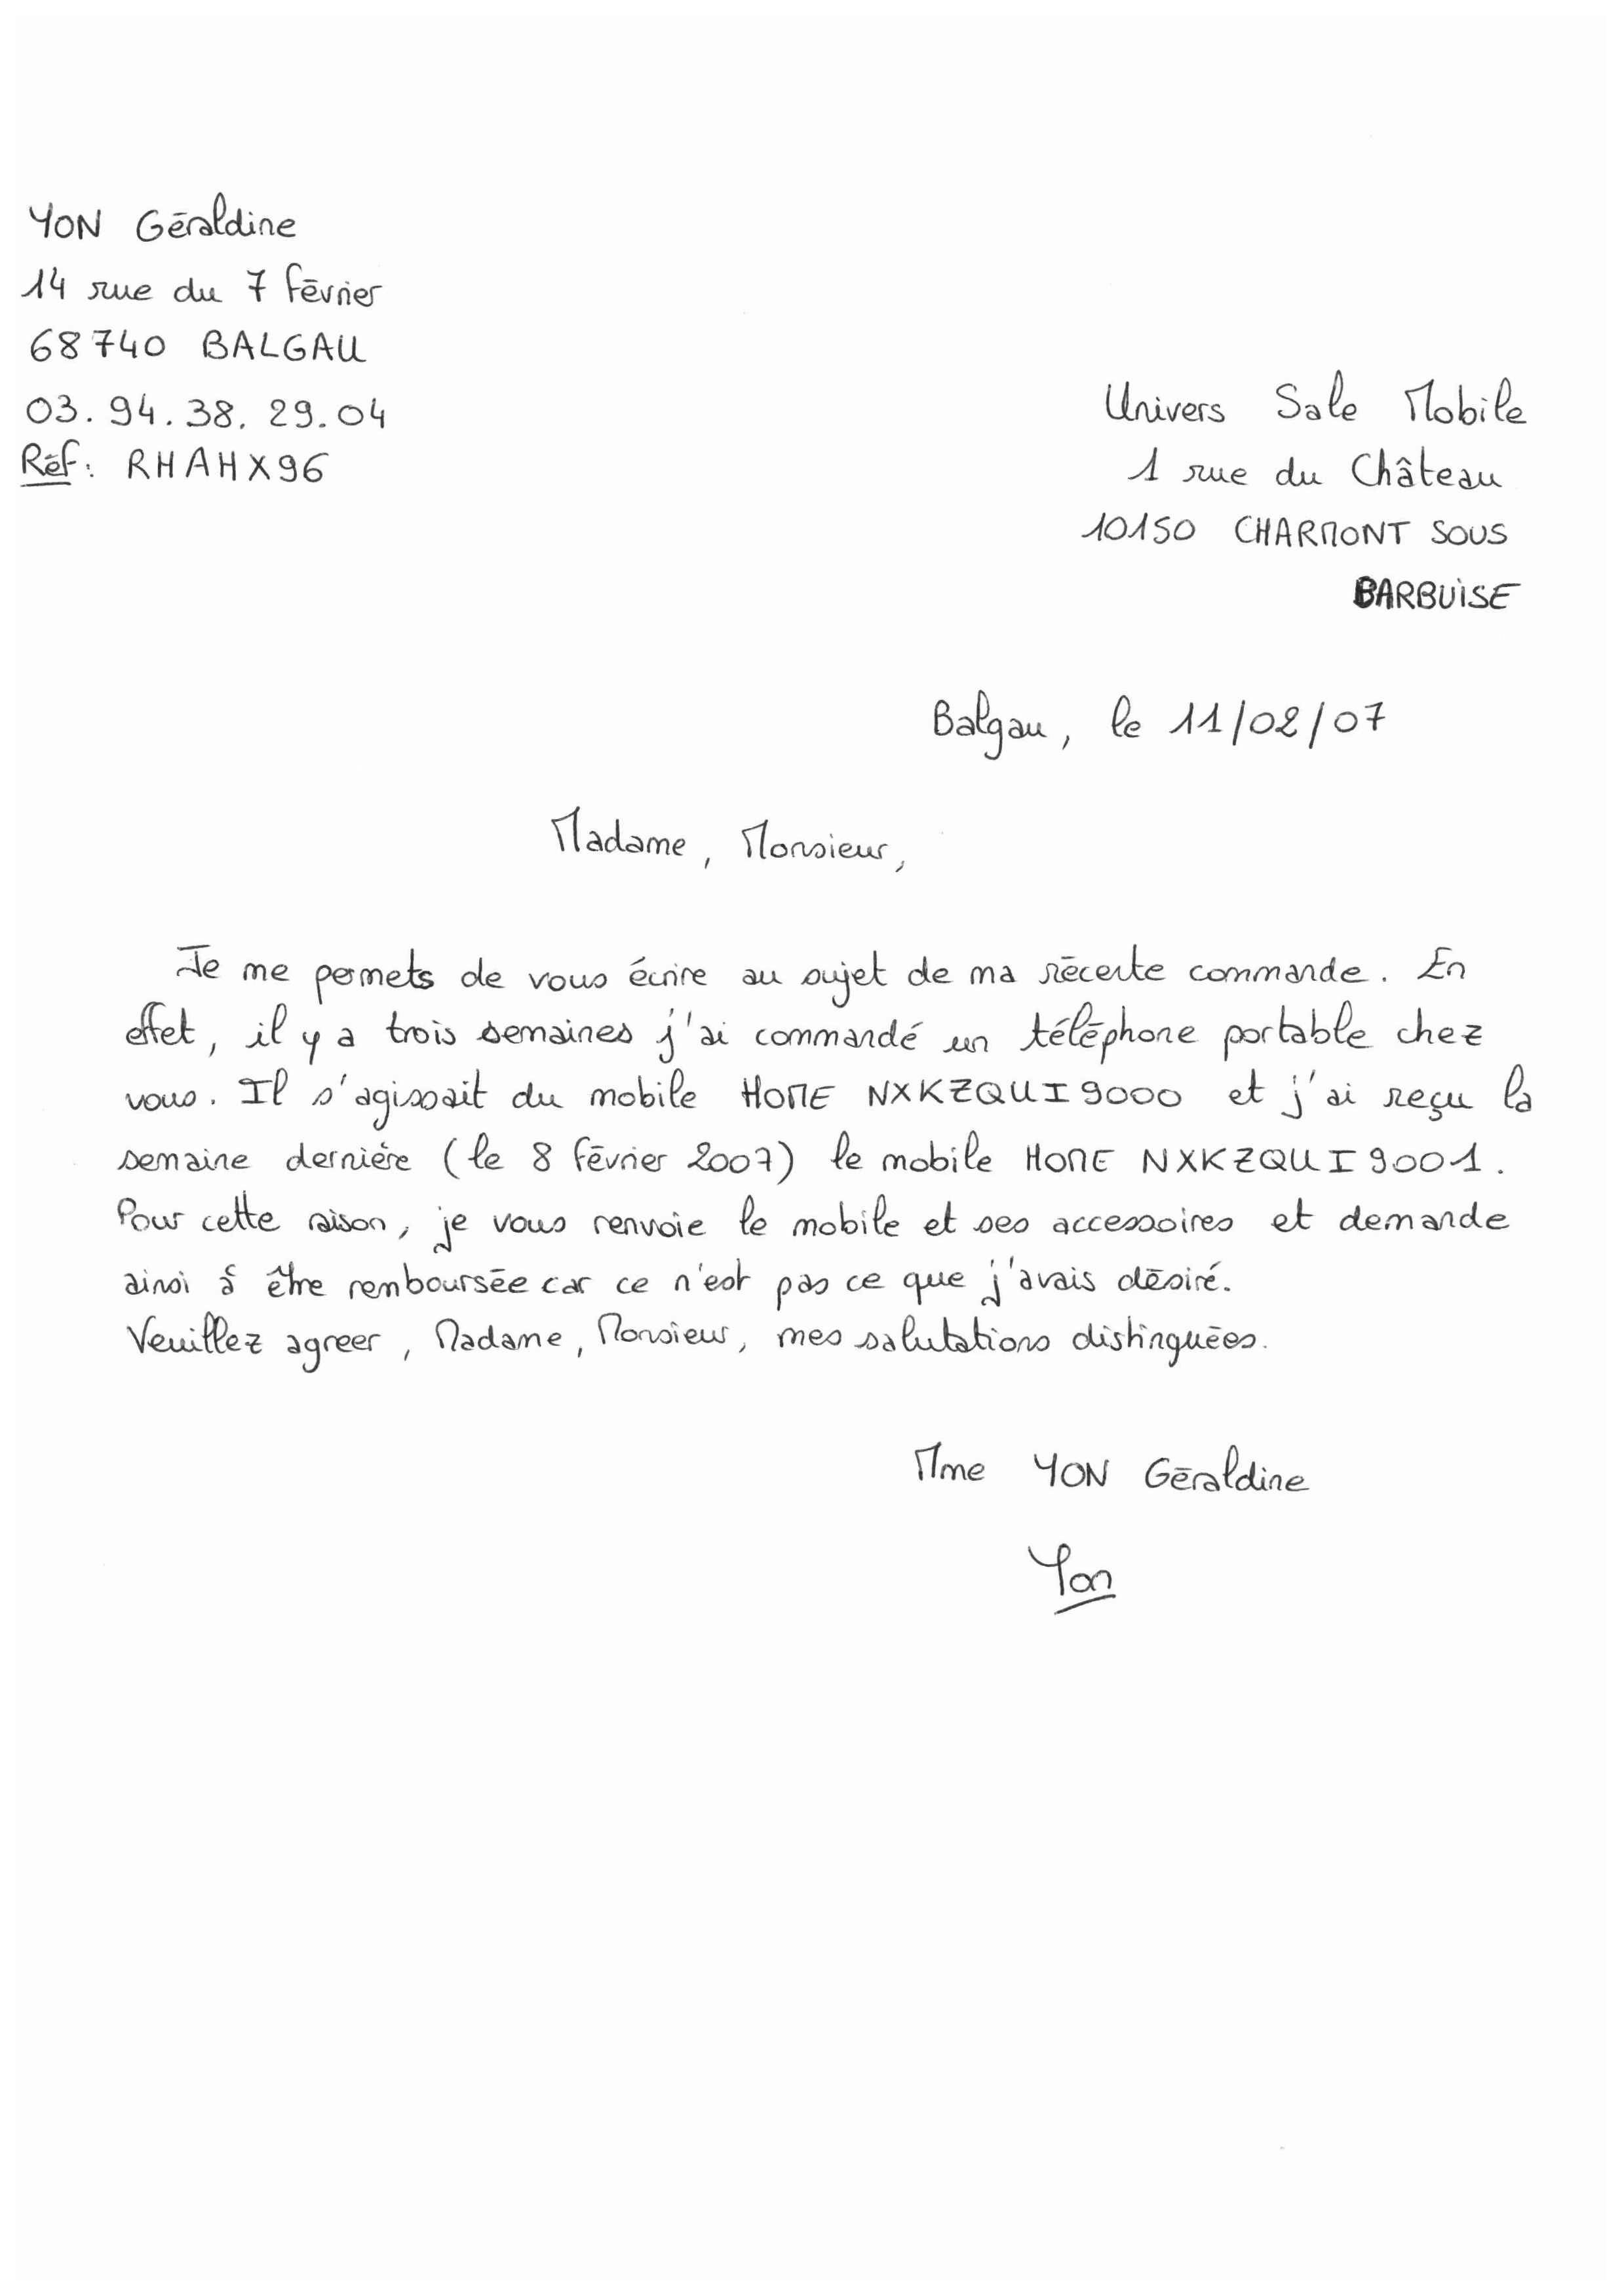 YON Géraldine
14 rue du 7 février
68740 BALGAU
03.94.38.29.04
Réf: RHAHX96
Univers Sale Mobile
1 rue du Château
10150 CHARMONT SOUS
BARBUISE
Balgau, le 11/02/07
Madame, Monsieur,
Je me permets de vous écrire au sujet de ma récente commande. En
effet, il y a trois semaines j'ai commandé un téléphone portable chez
vous. Il s'agissait du mobile HOME NXKZQUI9000 et j'ai reçu la
semaine dernière (le 8 février 2007) le mobile HOME NXKZQUI9001.
Pour cette raison, je vous renvoie le mobile et ses accessoires et demande
ainsi à être remboursée car ce n'est pas ce que j'avais désiré.
Veuillez agreer, Madame, Monsieur, mes salutations distinguées.
Mme YON Géraldine
Yon